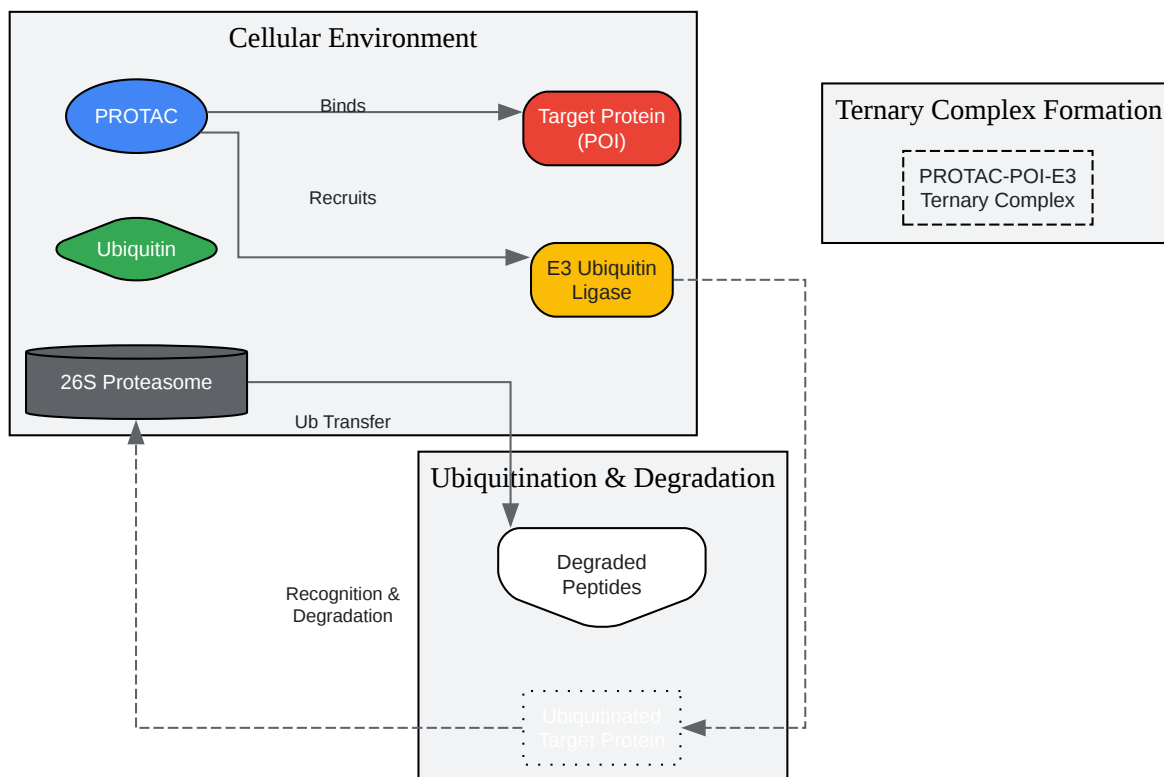 Cellular Environment
PROTAC
Binds
Target Protein
(POI)
Recruits
Ubiquitin
E3 Ubiquitin
Ligase
26S Proteasome
Ub Transfer
Ternary Complex Formation
PROTAC-POI-E3
Ternary Complex
Ubiquitination & Degradation
Degraded
Peptides
Recognition &
Degradation
Ubiquitinated
Target Protein